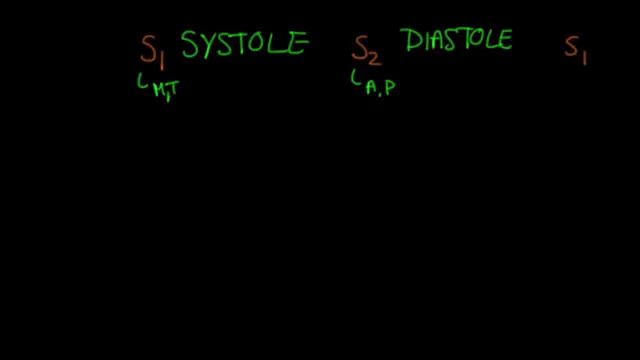 S₁ SYSTOLE S₂ DIASTOLE S₁
M,T A,P